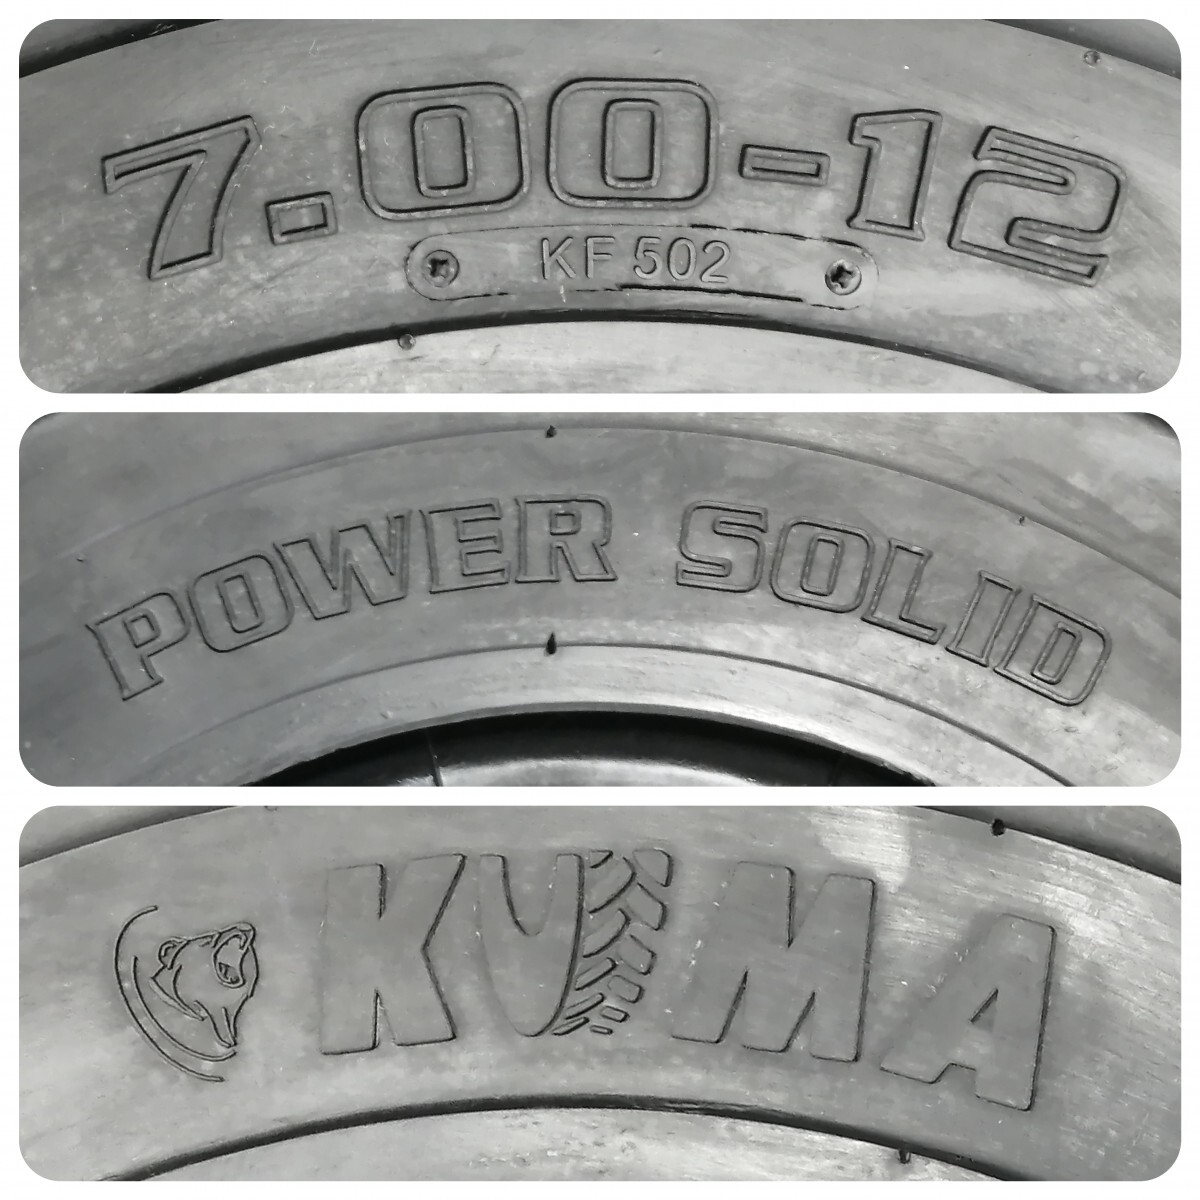 7.00-12
KF 502
POWER SOLID
KUMA